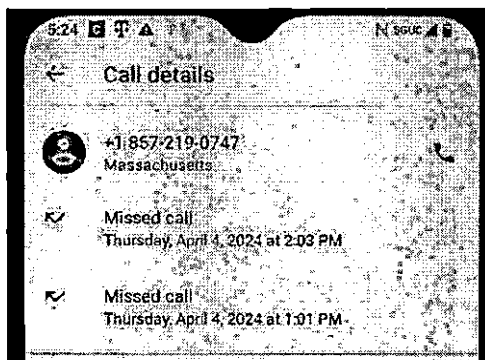 5:24
Call details
+1 857-219-0747
Massachusetts
Missed call
Thursday, April 4, 2024 at 2:03 PM
Missed call
Thursday, April 4, 2024 at 1:01 PM